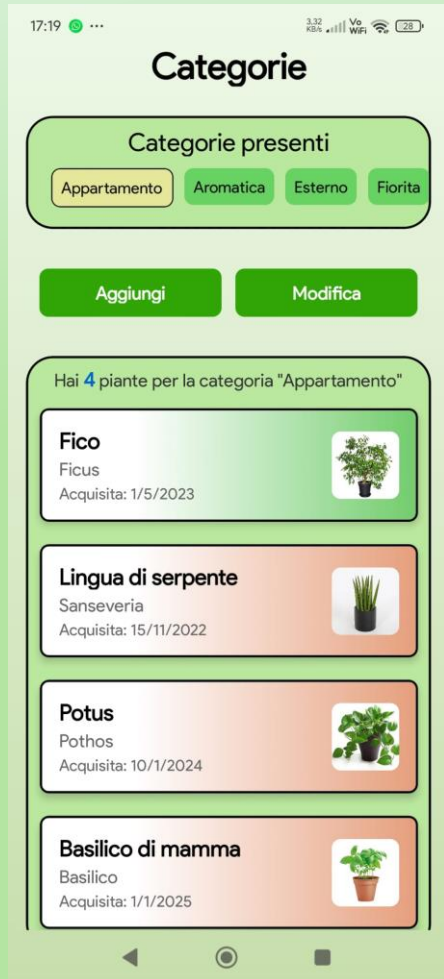 17:19
3,32 KB/s Vo WiFi 28
Categorie
Categorie presenti
Appartamento Aromatica Esterno Fiorita
Aggiungi Modifica
Hai 4 piante per la categoria "Appartamento"
Fico
Ficus
Acquisita: 1/5/2023
Lingua di serpente
Sanseveria
Acquisita: 15/11/2022
Potus
Pothos
Acquisita: 10/1/2024
Basilico di mamma
Basilico
Acquisita: 1/1/2025